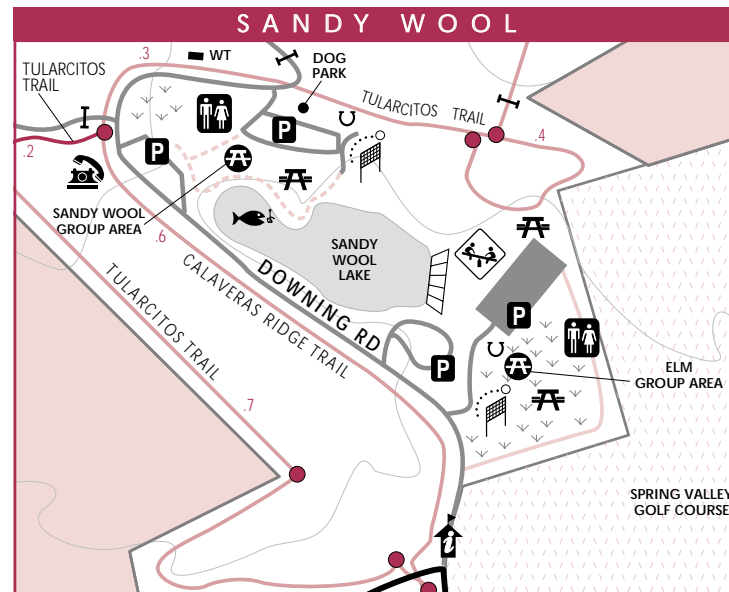 SANDY WOOL
.3
WT
DOG
PARK
TULARCITOS
TRAIL
TULARCITOS TRAIL
P
P
.4
.2
SANDY WOOL
GROUP AREA
.6
SANDY
WOOL
LAKE
DOWNING RD
CALAVERAS RIDGE TRAIL
TULARCITOS TRAIL
P
P
ELM
GROUP AREA
.7
SPRING VALLEY
GOLF COURSE
i